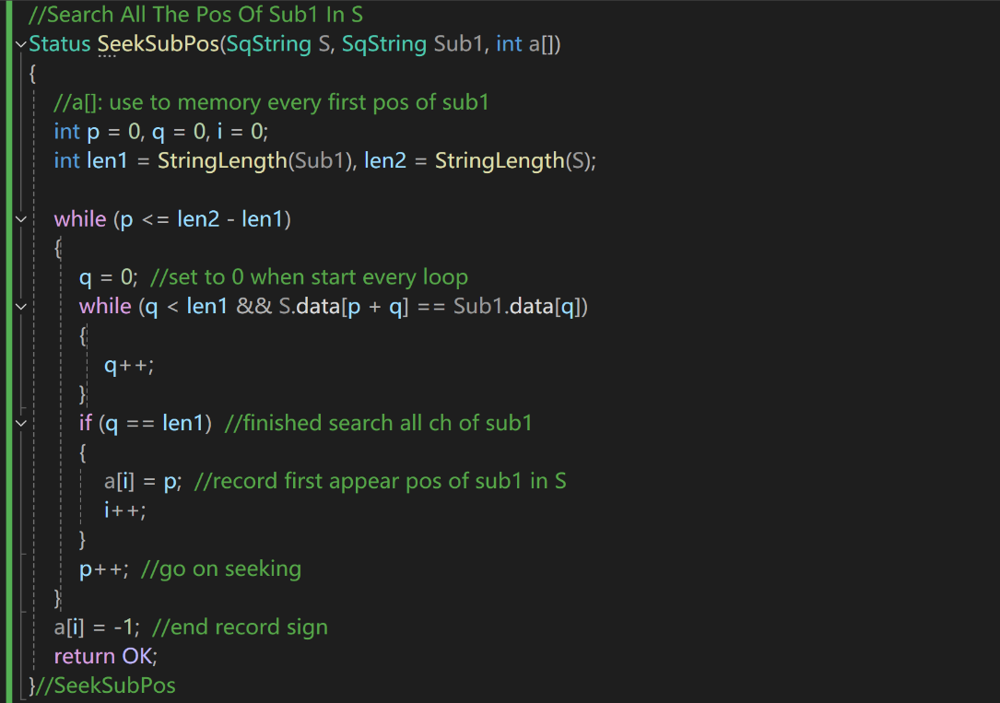 //Search All The Pos Of Sub1 In S
Status SeekSubPos(SqString S, SqString Sub1, int a[])
{
//a[]: use to memory every first pos of sub1
int p = 0, q = 0, i = 0;
int len1 = StringLength(Sub1), len2 = StringLength(S);
while (p <= len2 - len1)
{
q = 0; //set to 0 when start every loop
while (q < len1 && S.data[p + q] == Sub1.data[q])
{
q++;
}
if (q == len1) //finished search all ch of sub1
{
a[i] = p; //record first appear pos of sub1 in S
i++;
}
p++; //go on seeking
}
a[i] = -1; //end record sign
return OK;
}//SeekSubPos